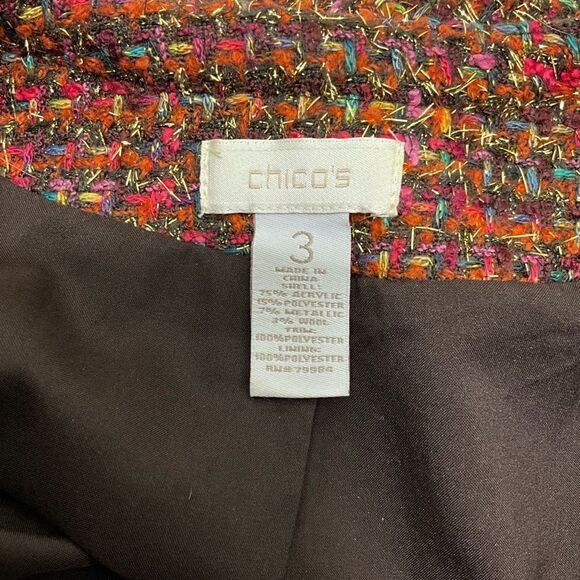 chico's
3
MADE IN
CHINA
SHELL:
75% ACRYLIC
15% POLYESTER
7% METALLIC
3% WOOL
TRIM:
100% POLYESTER
LINING:
100% POLYESTER
RN# 79984